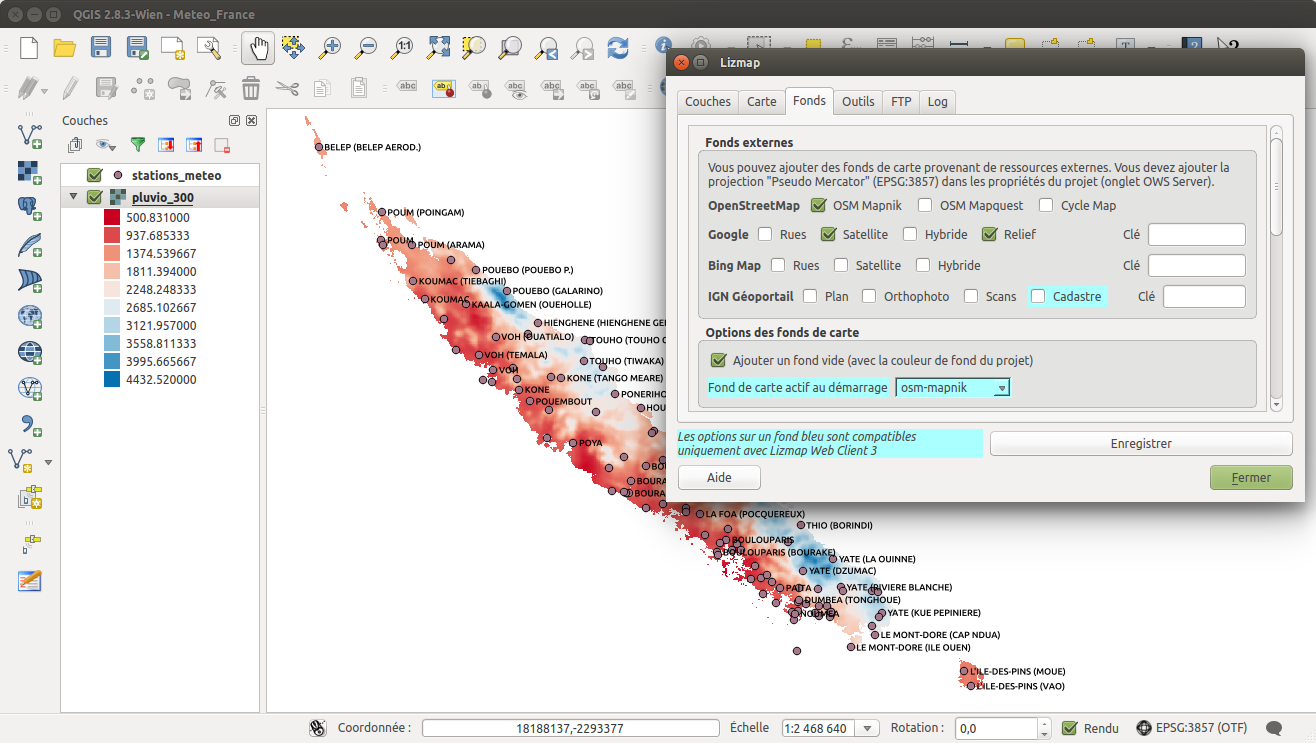 QGIS 2.8.3-Wien - Meteo_France
Lizmap
Couches
Carte
Fonds
Outils
FTP
Log
Fonds externes
Vous pouvez ajouter des fonds de carte provenant de ressources externes. Vous devez ajouter la
projection "Pseudo Mercator" (EPSG:3857) dans les propriétés du projet (onglet OWS Server).
OpenStreetMap OSM Mapnik OSM Mapquest Cycle Map
Google Rues Satellite Hybride Relief Clé
Bing Map Rues Satellite Hybride Clé
IGN Géoportail Plan Orthophoto Scans Cadastre Clé
Options des fonds de carte
Ajouter un fond vide (avec la couleur de fond du projet)
Fond de carte actif au démarrage osm-mapnik
Les options sur un fond bleu sont compatibles
uniquement avec Lizmap Web Client 3
Enregistrer
Aide
Fermer
Couches
stations_meteo
pluvio_300
500.831000
937.685333
1374.539667
1811.394000
2248.248333
2685.102667
3121.957000
3558.811333
3995.665667
4432.520000
BELEP (BELEP AEROD.)
POUM (POINGAM)
POUM
POUM (ARAMA)
POUEBO (POUEBO P.)
KOUMAC (TIEBAGHI)
POUEBO (GALARINO)
KOUMAC
KAALA-GOMEN (OUEHOLLE)
HIENGHENE (HIENGHENE GE
VOH (OUATIALO)
TOUHO (TOUHO
VOH (TEMALA)
TOUHO (TIWAKA)
VOH
KONE (TANGO MEARE)
KONE
PONERIHO
POUEMBOUT
HOU
POYA
BOU
BOURA
BOURA
LA FOA (POCQUEREUX)
THIO (BORINDI)
BOULOUPARIS
BOULOUPARIS (BOURAKE)
YATE (LA OUINNE)
YATE (DZUMAC)
PAITA
YATE (RIVIERE BLANCHE)
DUMBEA (TONGHOUE)
NOUMEA
YATE (KUE PEPINIERE)
LE MONT-DORE (CAP NDUA)
LE MONT-DORE (ILE OUEN)
L'ILE-DES-PINS (MOUE)
L'ILE-DES-PINS (VAO)
Coordonnée : 18188137,-2293377 Échelle 1:2 468 640 Rotation : 0,0 Rendu EPSG:3857 (OTF)